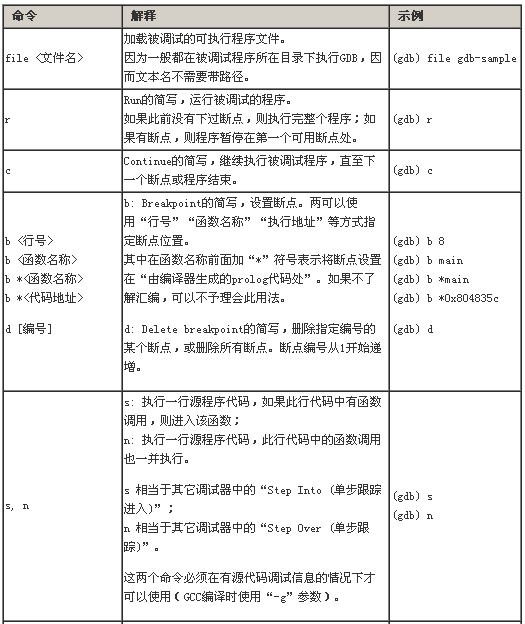 命令 解释 示例
file <文件名>
加载被调试的可执行程序文件。
因为一般都在被调试程序所在目录下执行GDB，因
而文本名不需要带路径。
(gdb) file gdb-sample
r
Run的简写，运行被调试的程序。
如果此前没有下过断点，则执行完整个程序；如
果有断点，则程序暂停在第一个可用断点处。
(gdb) r
c
Continue的简写，继续执行被调试程序，直至下
一个断点或程序结束。
(gdb) c
b <行号>
b <函数名称>
b *<函数名称>
b *<代码地址>
d [编号]
b: Breakpoint的简写，设置断点。两可以使
用“行号”“函数名称”“执行地址”等方式指
定断点位置。
其中在函数名称前面加“*”符号表示将断点设置
在“由编译器生成的prolog代码处”。如果不了
解汇编，可以不予理会此用法。
d: Delete breakpoint的简写，删除指定编号的
某个断点，或删除所有断点。断点编号从1开始递
增。
(gdb) b 8
(gdb) b main
(gdb) b *main
(gdb) b *0x804835c
(gdb) d
s, n
s: 执行一行源程序代码，如果此行代码中有函数
调用，则进入该函数；
n: 执行一行源程序代码，此行代码中的函数调用
也一并执行。
s 相当于其它调试器中的“Step Into (单步跟踪
进入)”；
n 相当于其它调试器中的“Step Over (单步跟
踪)”。
这两个命令必须在有源代码调试信息的情况下才
可以使用（GCC编译时使用“-g”参数）。
(gdb) s
(gdb) n